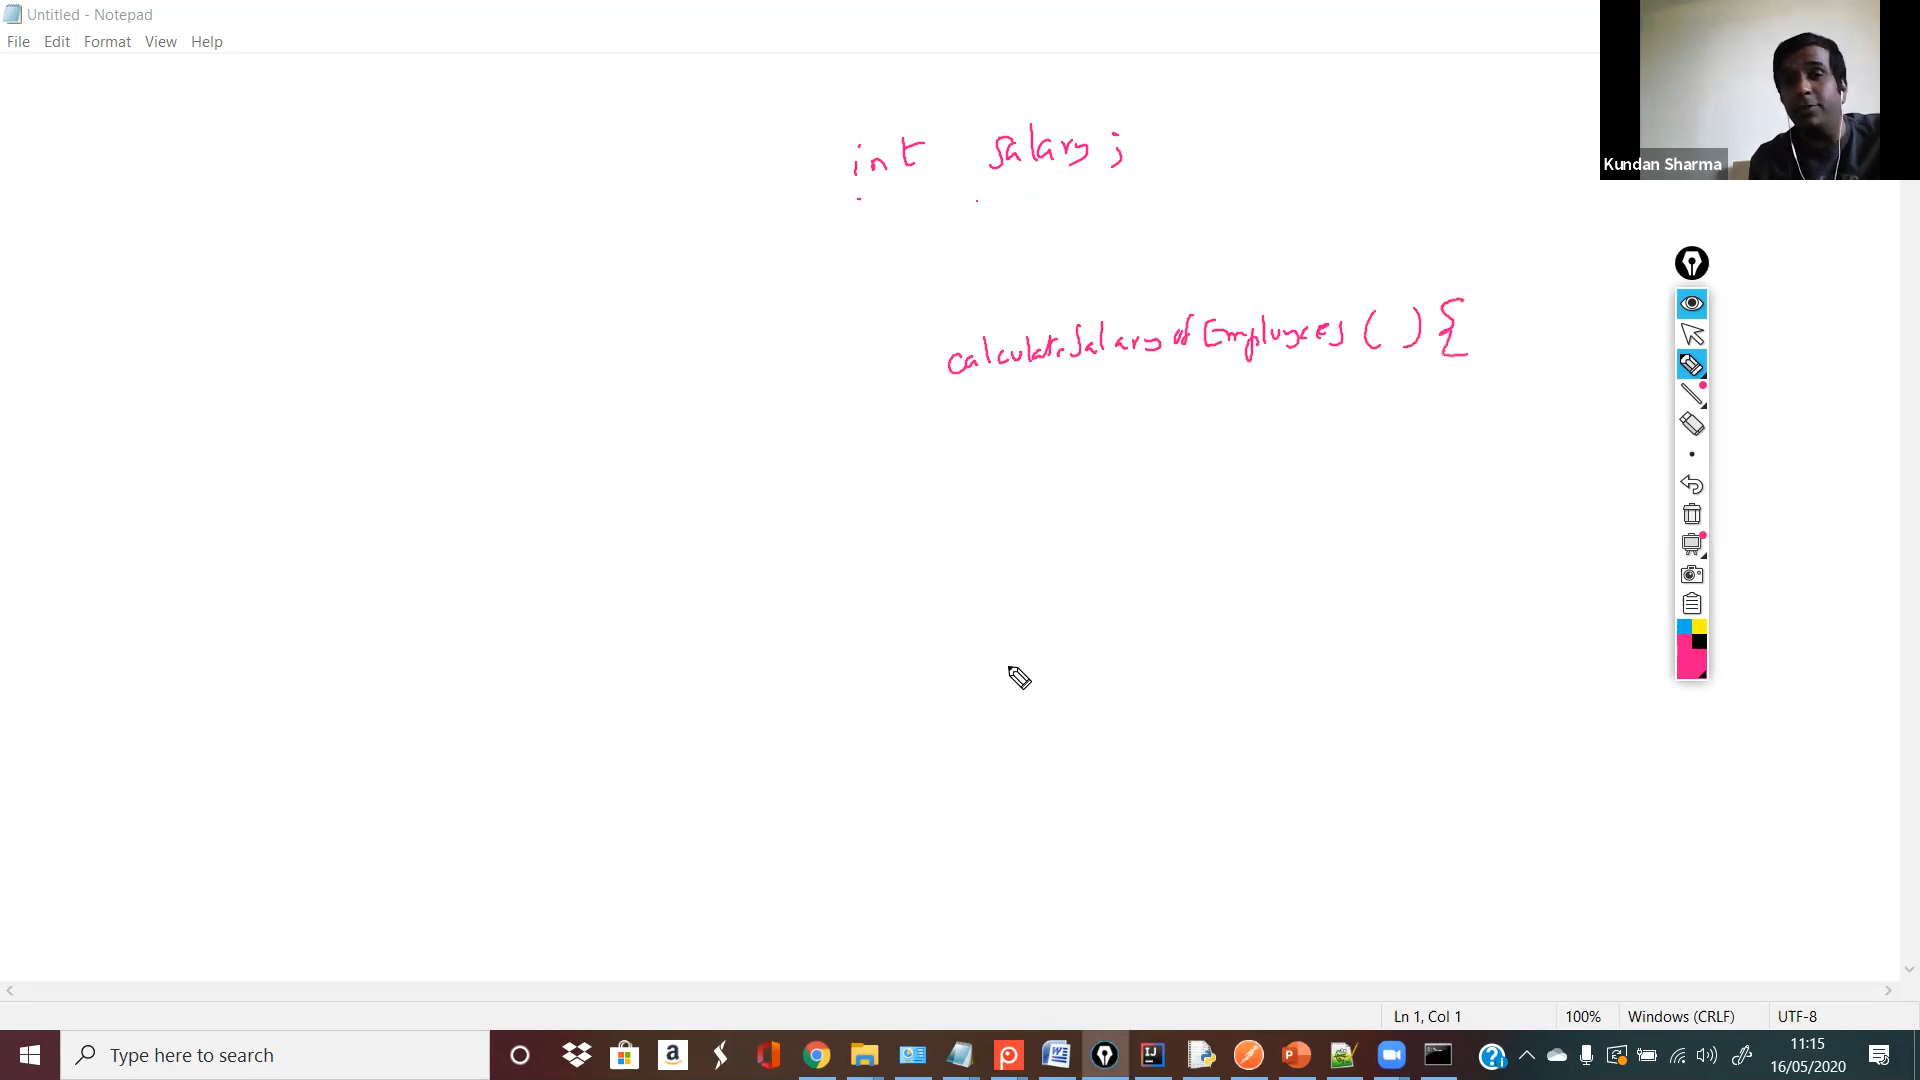 Untitled - Notepad
File Edit Format View Help
Kundan Sharma
int salary;
calculateSalaryofEmployees ( ) {
Ln 1, Col 1 100% Windows (CRLF) UTF-8
Type here to search
11:15
16/05/2020